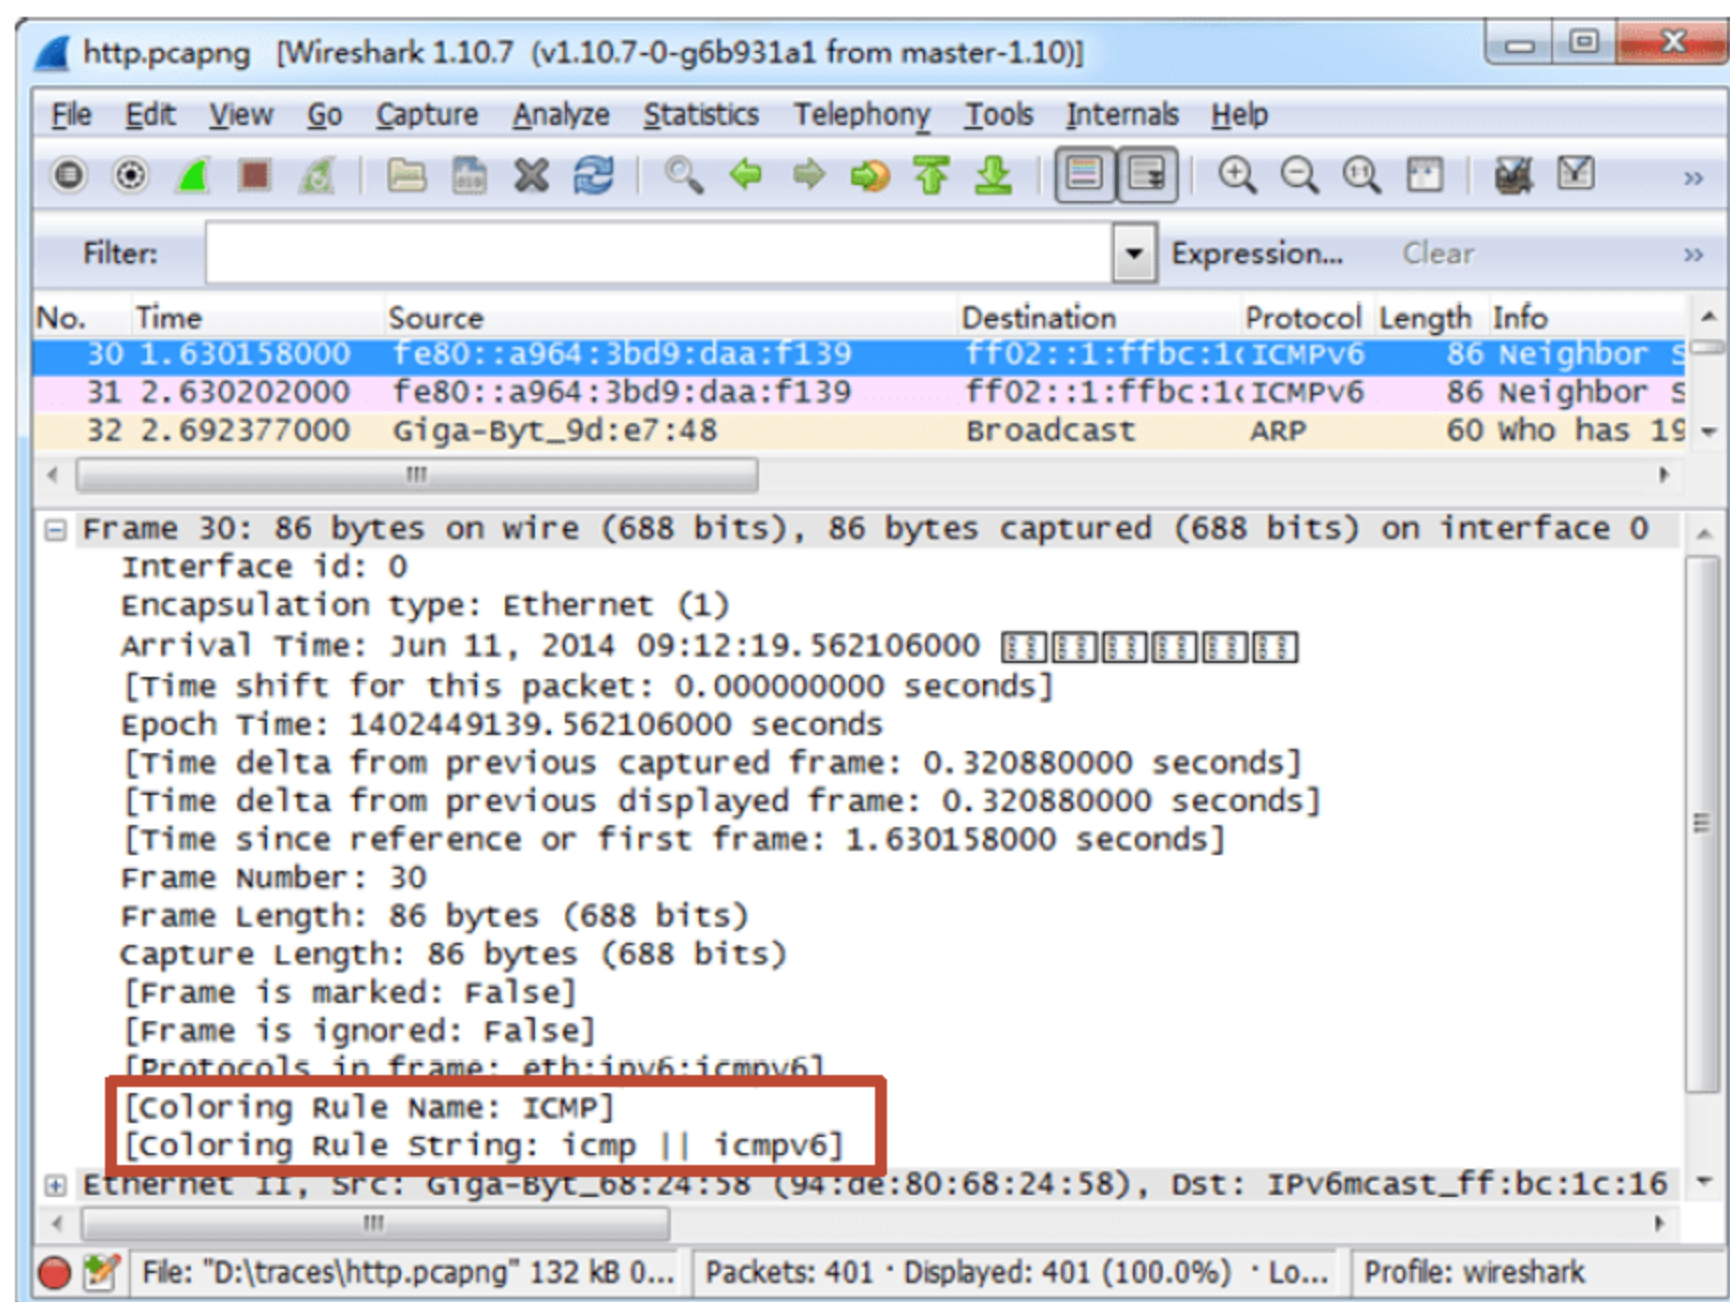 http.pcapng [Wireshark 1.10.7 (v1.10.7-0-g6b931a1 from master-1.10)]
File Edit View Go Capture Analyze Statistics Telephony Tools Internals Help
Filter: Expression... Clear »
No. Time Source Destination Protocol Length Info
30 1.630158000 fe80::a964:3bd9:daa:f139 ff02::1:ffbc:1c ICMPv6 86 Neighbor S
31 2.630202000 fe80::a964:3bd9:daa:f139 ff02::1:ffbc:1c ICMPv6 86 Neighbor S
32 2.692377000 Giga-Byt_9d:e7:48 Broadcast ARP 60 Who has 19
Frame 30: 86 bytes on wire (688 bits), 86 bytes captured (688 bits) on interface 0
Interface id: 0
Encapsulation type: Ethernet (1)
Arrival Time: Jun 11, 2014 09:12:19.562106000
[Time shift for this packet: 0.000000000 seconds]
Epoch Time: 1402449139.562106000 seconds
[Time delta from previous captured frame: 0.320880000 seconds]
[Time delta from previous displayed frame: 0.320880000 seconds]
[Time since reference or first frame: 1.630158000 seconds]
Frame Number: 30
Frame Length: 86 bytes (688 bits)
Capture Length: 86 bytes (688 bits)
[Frame is marked: False]
[Frame is ignored: False]
[Protocols in frame: eth:ipv6:icmpv6]
[Coloring Rule Name: ICMP]
[Coloring Rule String: icmp || icmpv6]
Ethernet II, Src: Giga-Byt_68:24:58 (94:de:80:68:24:58), Dst: IPv6mcast_ff:bc:1c:16
File: "D:\traces\http.pcapng" 132 kB 0... Packets: 401 · Displayed: 401 (100.0%) · Lo... Profile: wireshark